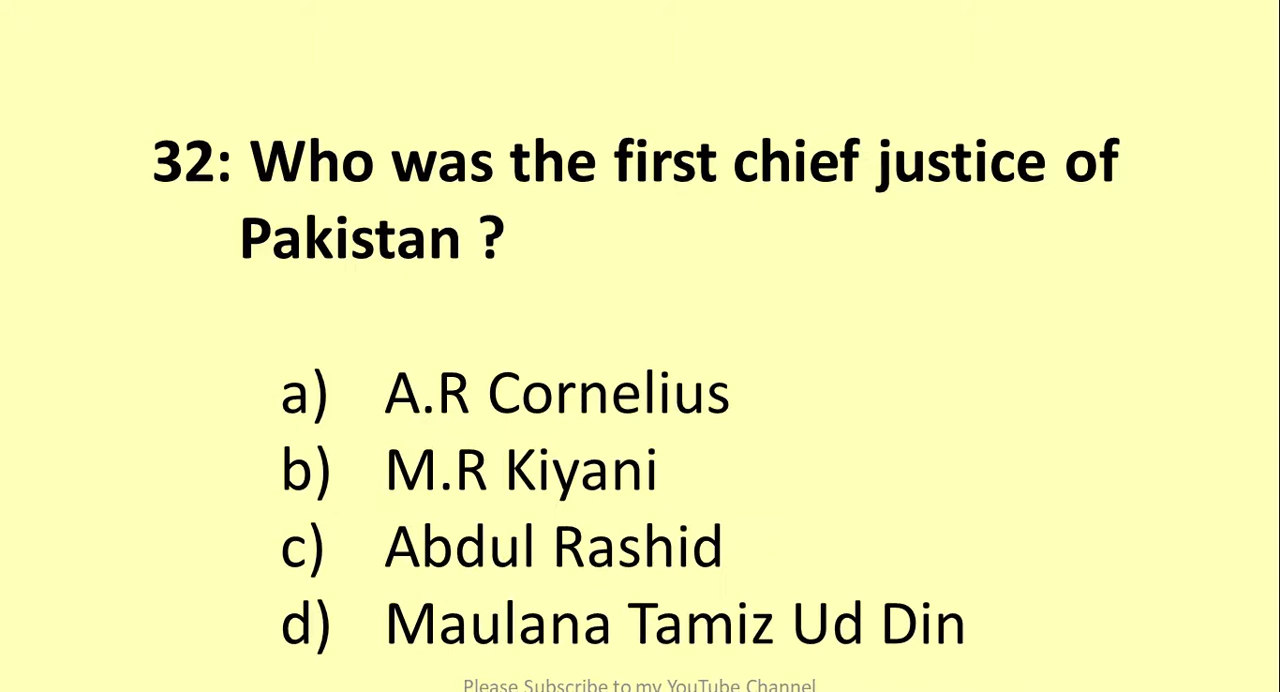 32: Who was the first chief justice of
Pakistan ?
a) A.R Cornelius
b) M.R Kiyani
c) Abdul Rashid
d) Maulana Tamiz Ud Din
Please Subscribe to my YouTube Channel